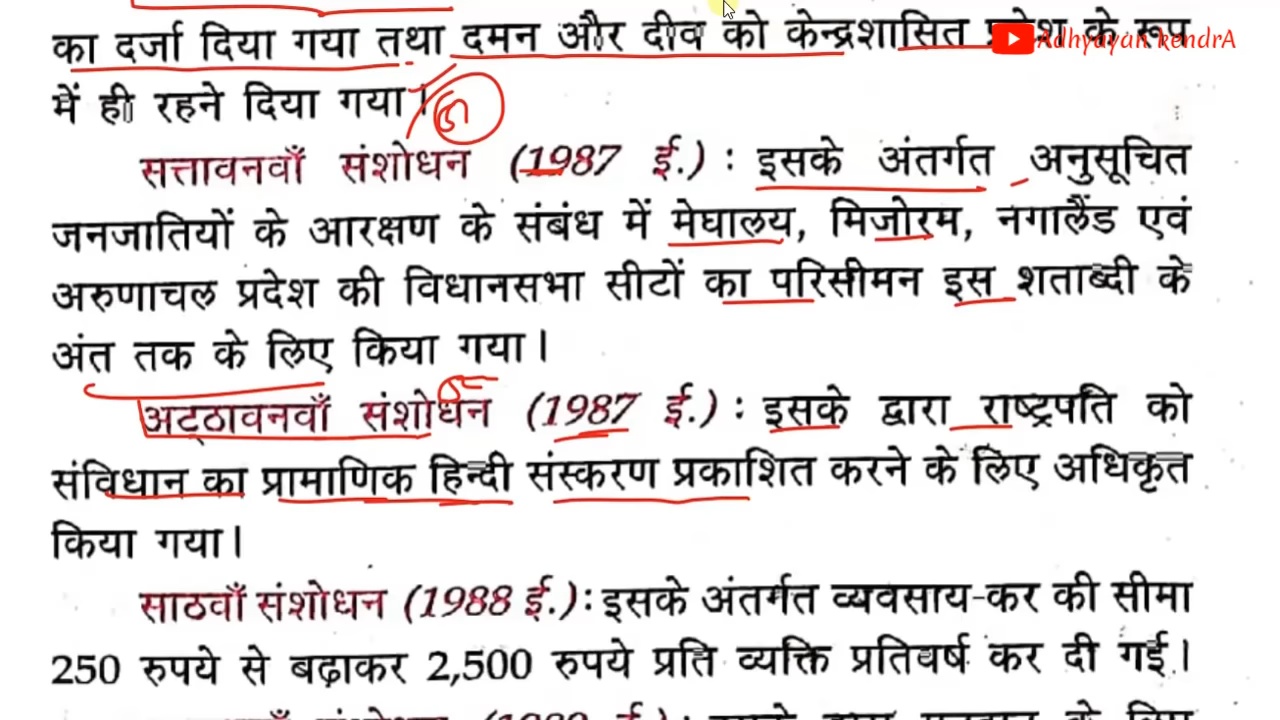 का दर्जा दिया गया तथा दमन और दीव को केन्द्रशासित प्रदेश के रूप
Adhyayan kendrA
में ही रहने दिया गया।
सत्तावनवाँ संशोधन (1987 ई.) : इसके अंतर्गत अनुसूचित
जनजातियों के आरक्षण के संबंध में मेघालय, मिजोरम, नगालैंड एवं
अरुणाचल प्रदेश की विधानसभा सीटों का परिसीमन इस शताब्दी के
अंत तक के लिए किया गया।
अट्ठावनवाँ संशोधन (1987 ई.) : इसके द्वारा राष्ट्रपति को
संविधान का प्रामाणिक हिन्दी संस्करण प्रकाशित करने के लिए अधिकृत
किया गया।
साठवाँ संशोधन (1988 ई.) : इसके अंतर्गत व्यवसाय-कर की सीमा
250 रुपये से बढ़ाकर 2,500 रुपये प्रति व्यक्ति प्रतिवर्ष कर दी गई।